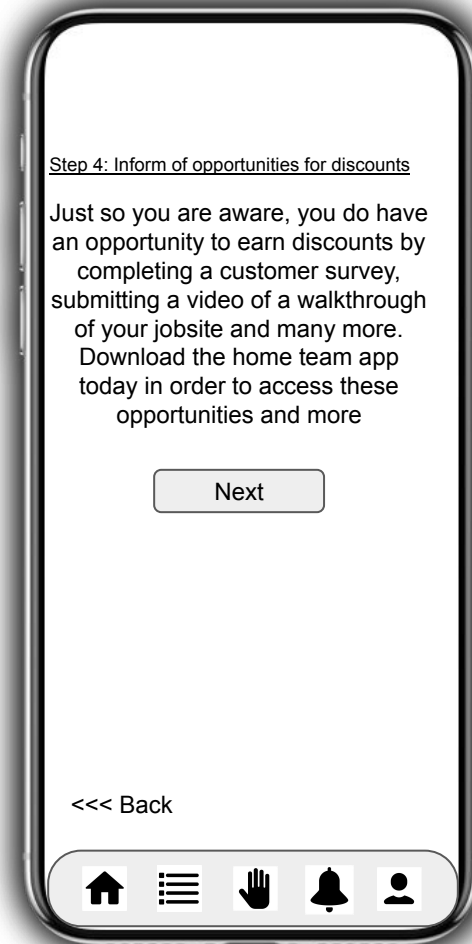 Step 4: Inform of opportunities for discounts
Just so you are aware, you do have
an opportunity to earn discounts by
completing a customer survey,
submitting a video of a walkthrough
of your jobsite and many more.
Download the home team app
today in order to access these
opportunities and more
Next
<<< Back